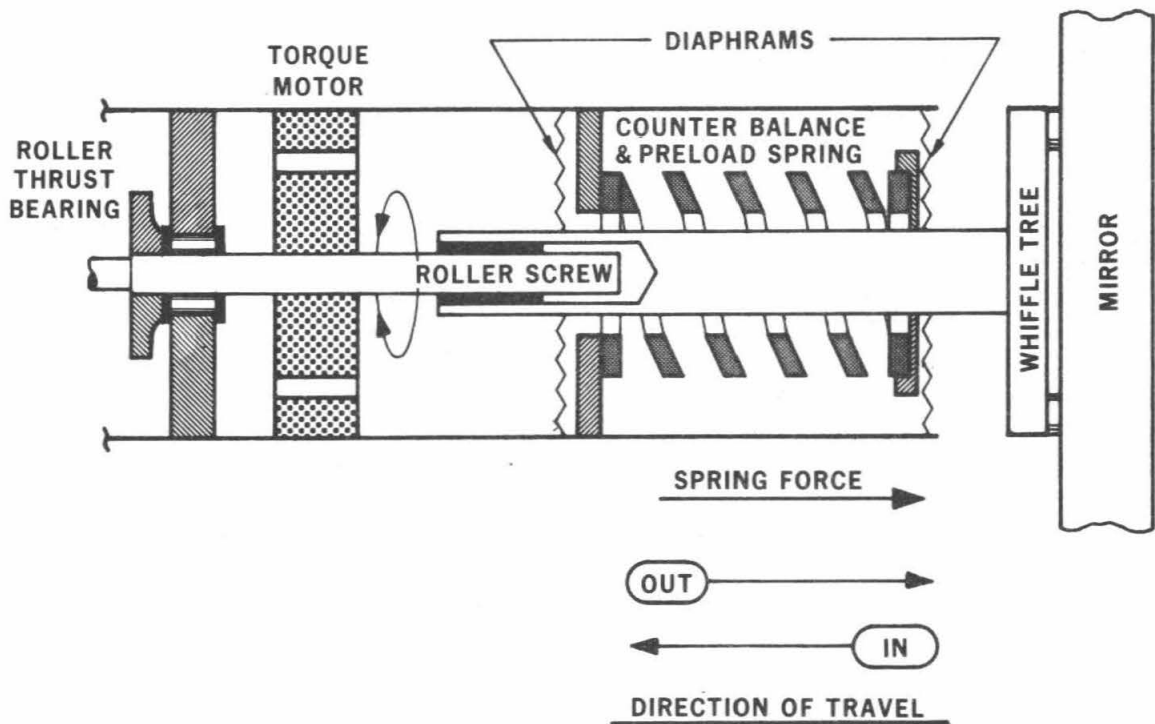 DIAPHRAMS
TORQUE
MOTOR
COUNTER BALANCE
& PRELOAD SPRING
ROLLER
THRUST
BEARING
ROLLER SCREW
WHIFFLE TREE
MIRROR
SPRING FORCE
OUT
IN
DIRECTION OF TRAVEL